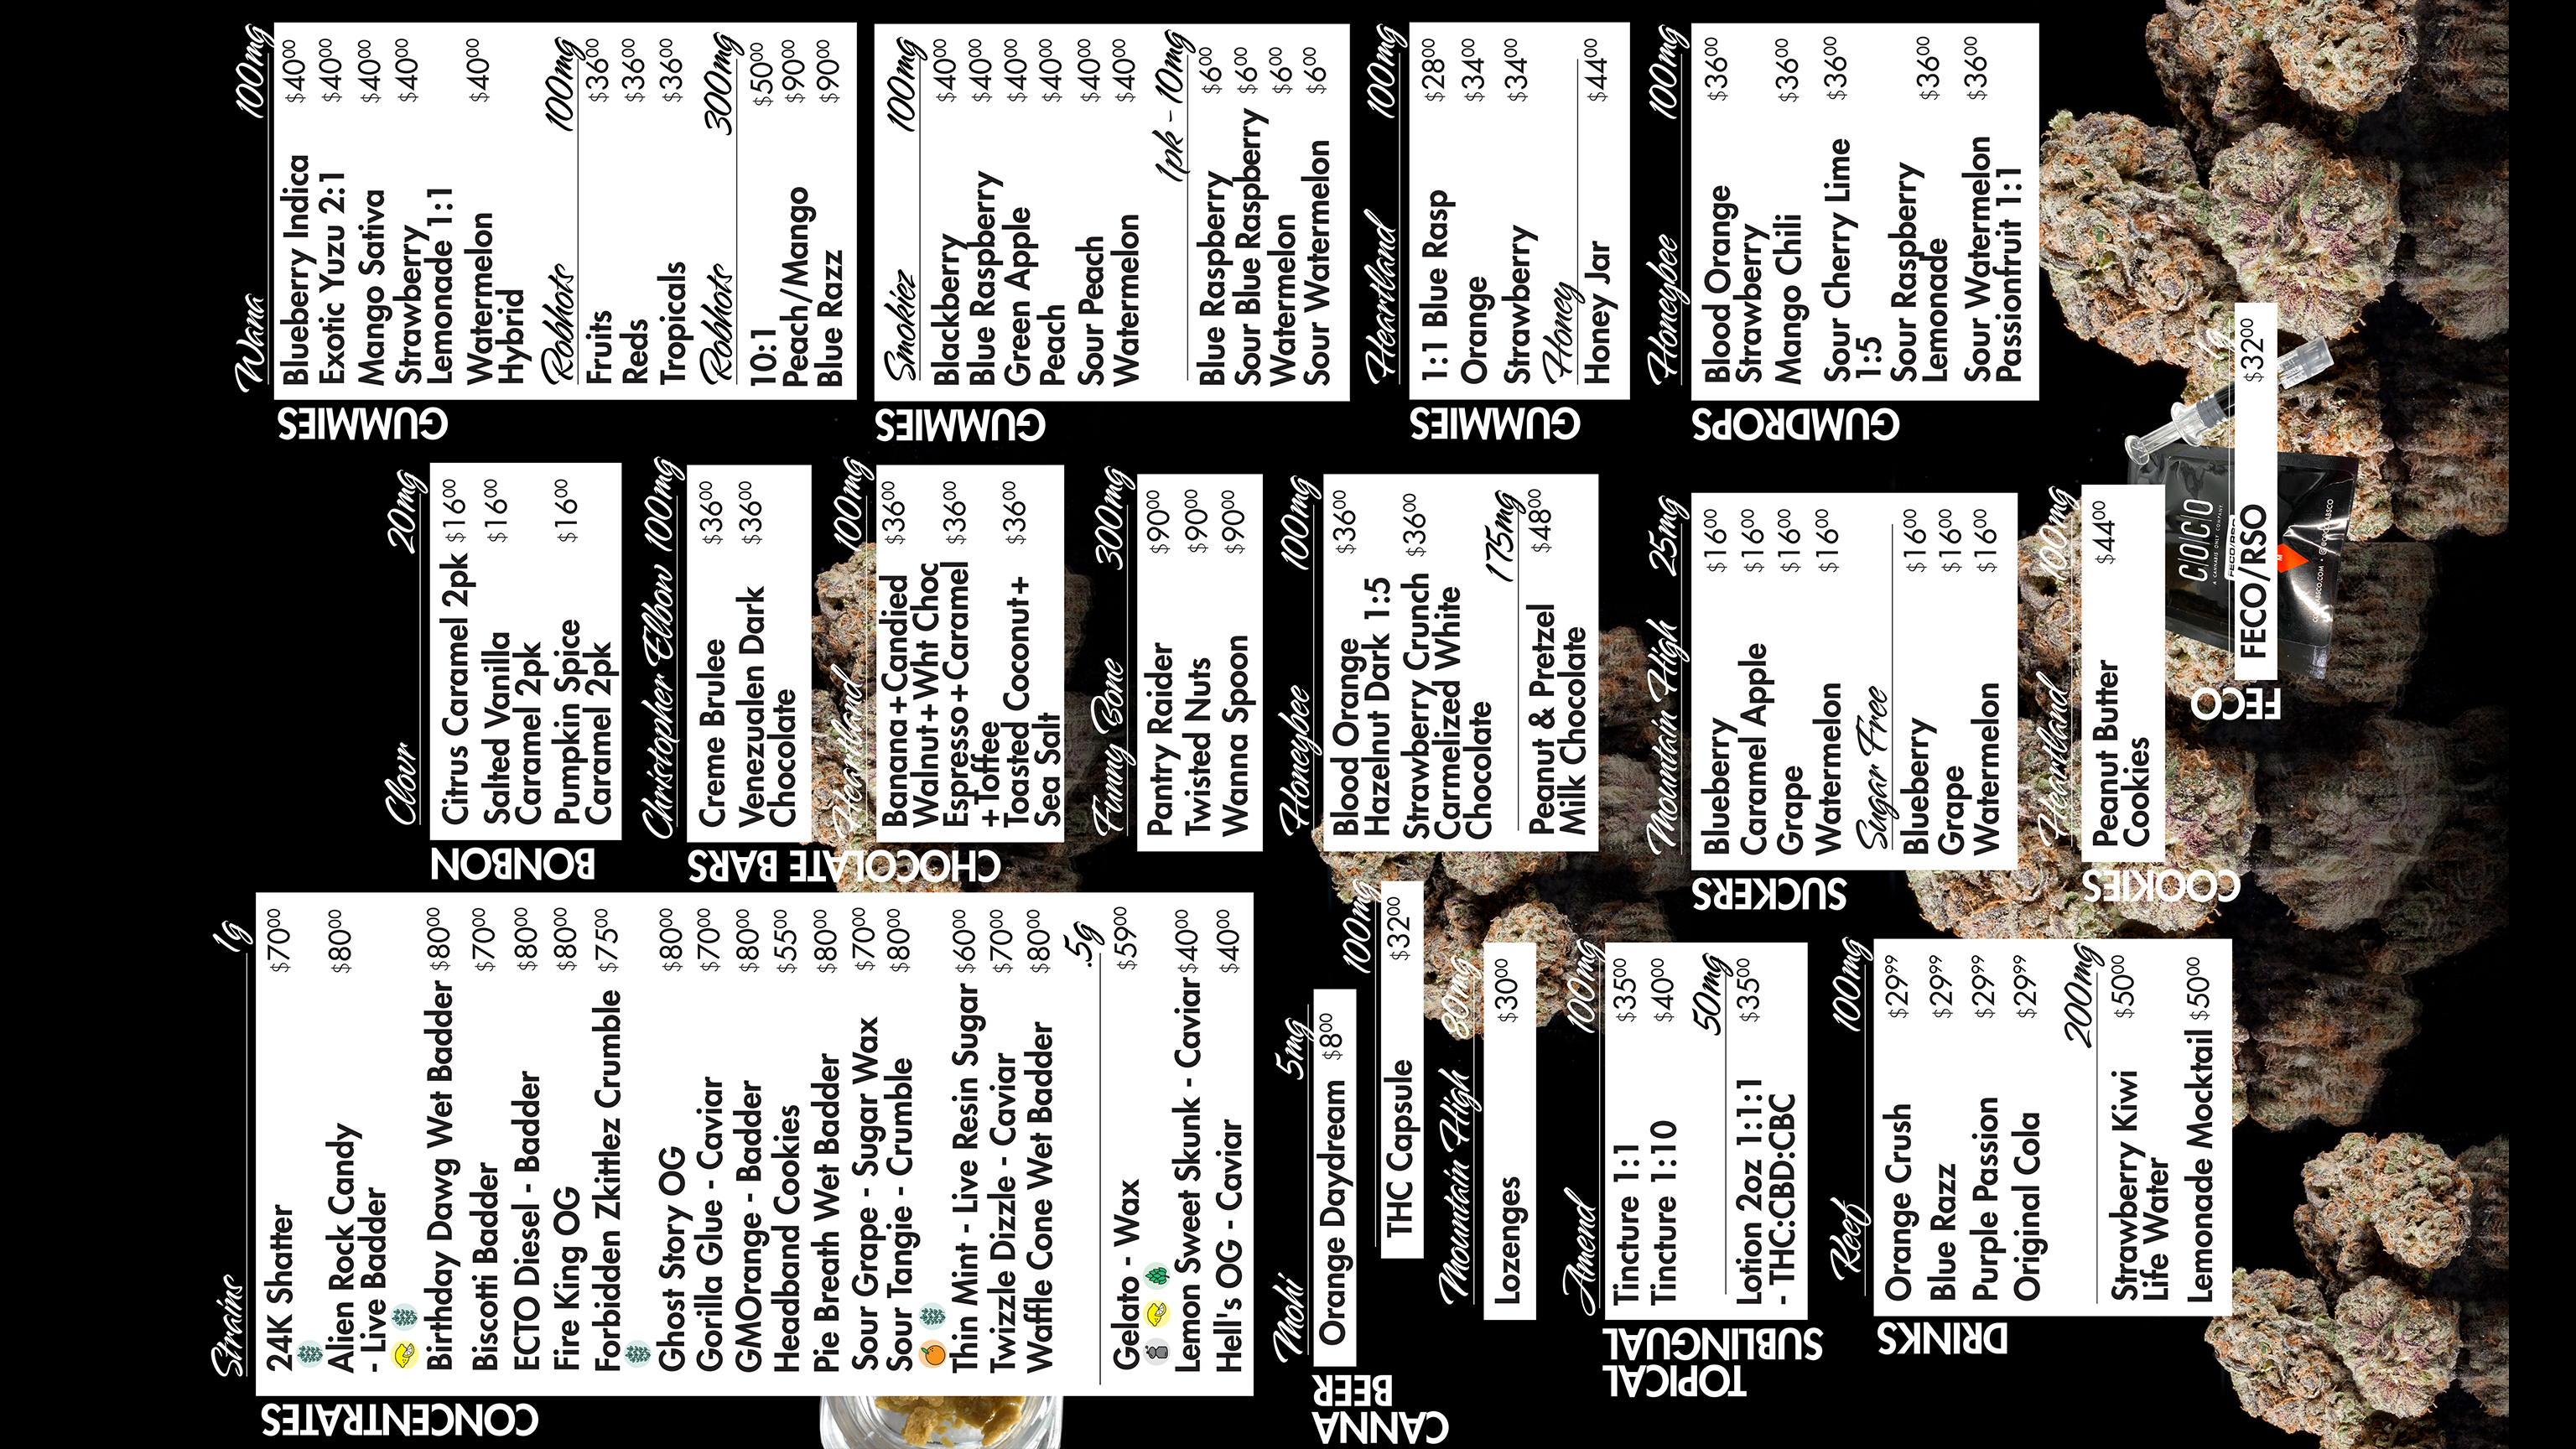 CONCENTRATES
Strains 1g
24K Shatter $70.00
Alien Rock Candy $80.00
- Live Badder
Birthday Dawg Wet Badder $80.00
Biscotti Badder $70.00
ECTO Diesel - Badder $80.00
Fire King OG $80.00
Forbidden Zkittlez Crumble $75.00
Ghost Story OG $80.00
Gorilla Glue - Caviar $70.00
GMOrange - Badder $80.00
Headband Cookies $55.00
Pie Breath Wet Badder $80.00
Sour Grape - Sugar Wax $70.00
Sour Tangie - Crumble $80.00
Thin Mint - Live Resin Sugar $60.00
Twizzle Dizzle - Caviar $70.00
Waffle Cone Wet Badder $80.00
.5g
Gelato - Wax $59.00
Lemon Sweet Skunk - Caviar $40.00
Hell's OG - Caviar $40.00
CANNA
BEER
Mohi 5mg
Orange Daydream $8.00
100mg
THC Capsule $32.00
Mountain High 80mg
Lozenges $30.00
TOPICAL
SUBLINGUAL
Amend 100mg
Tincture 1:1 $35.00
Tincture 1:10 $40.00
50mg
Lotion 2oz 1:1:1 $35.00
- THC:CBD:CBC
DRINKS
Keef 100mg
Orange Crush $29.99
Blue Razz $29.99
Purple Passion $29.99
Original Cola $29.99
200mg
Strawberry Kiwi $50.00
Life Water
Lemonade Mocktail $50.00
BONBON
Clovr 20mg
Citrus Caramel 2pk $16.00
Salted Vanilla $16.00
Caramel 2pk
Pumpkin Spice $16.00
Caramel 2pk
CHOCOLATE BARS
Christopher Elbow 100mg
Creme Brulee $36.00
Venezualen Dark $36.00
Chocolate
Heartland 100mg
Banana+Candied $36.00
Walnut+Wht Choc
Espresso+Caramel $36.00
+Toffee
Toasted Coconut+ $36.00
Sea Salt
Funny Bone 300mg
Pantry Raider $90.00
Twisted Nuts $90.00
Wanna Spoon $90.00
Honeybee 100mg
Blood Orange $36.00
Hazelnut Dark 1:5
Strawberry Crunch $36.00
Carmelized White
Chocolate
175mg
Peanut & Pretzel $48.00
Milk Chocolate
SUCKERS
Mountain High 25mg
Blueberry $16.00
Caramel Apple $16.00
Grape $16.00
Watermelon $16.00
Sugar Free
Blueberry $16.00
Grape $16.00
Watermelon $16.00
COOKIES
Heartland 100mg
Peanut Butter $44.00
Cookies
FECO
1g
FECO/RSO $32.00
C/O/C/O
A CANNABIS ONLY COMPANY
FECO/RSO
GUMMIES
Wana 100mg
Blueberry Indica $40.00
Exotic Yuzu 2:1 $40.00
Mango Sativa $40.00
Strawberry $40.00
Lemonade 1:1
Watermelon $40.00
Hybrid
Robhots 100mg
Fruits $36.00
Reds $36.00
Tropicals $36.00
Robhots 300mg
10:1 $50.00
Peach/Mango $90.00
Blue Razz $90.00
GUMMIES
Smokiez 100mg
Blackberry $40.00
Blue Raspberry $40.00
Green Apple $40.00
Peach $40.00
Sour Peach $40.00
Watermelon $40.00
1pk - 10mg
Blue Raspberry $6.00
Sour Blue Raspberry $6.00
Watermelon $6.00
Sour Watermelon $6.00
GUMMIES
Heartland 100mg
1:1 Blue Rasp $28.00
Orange $34.00
Strawberry $34.00
Honey
Honey Jar $44.00
GUMDROPS
Honeybee 100mg
Blood Orange $36.00
Strawberry
Mango Chili $36.00
Sour Cherry Lime $36.00
1:5
Sour Raspberry $36.00
Lemonade
Sour Watermelon $36.00
Passionfruit 1:1